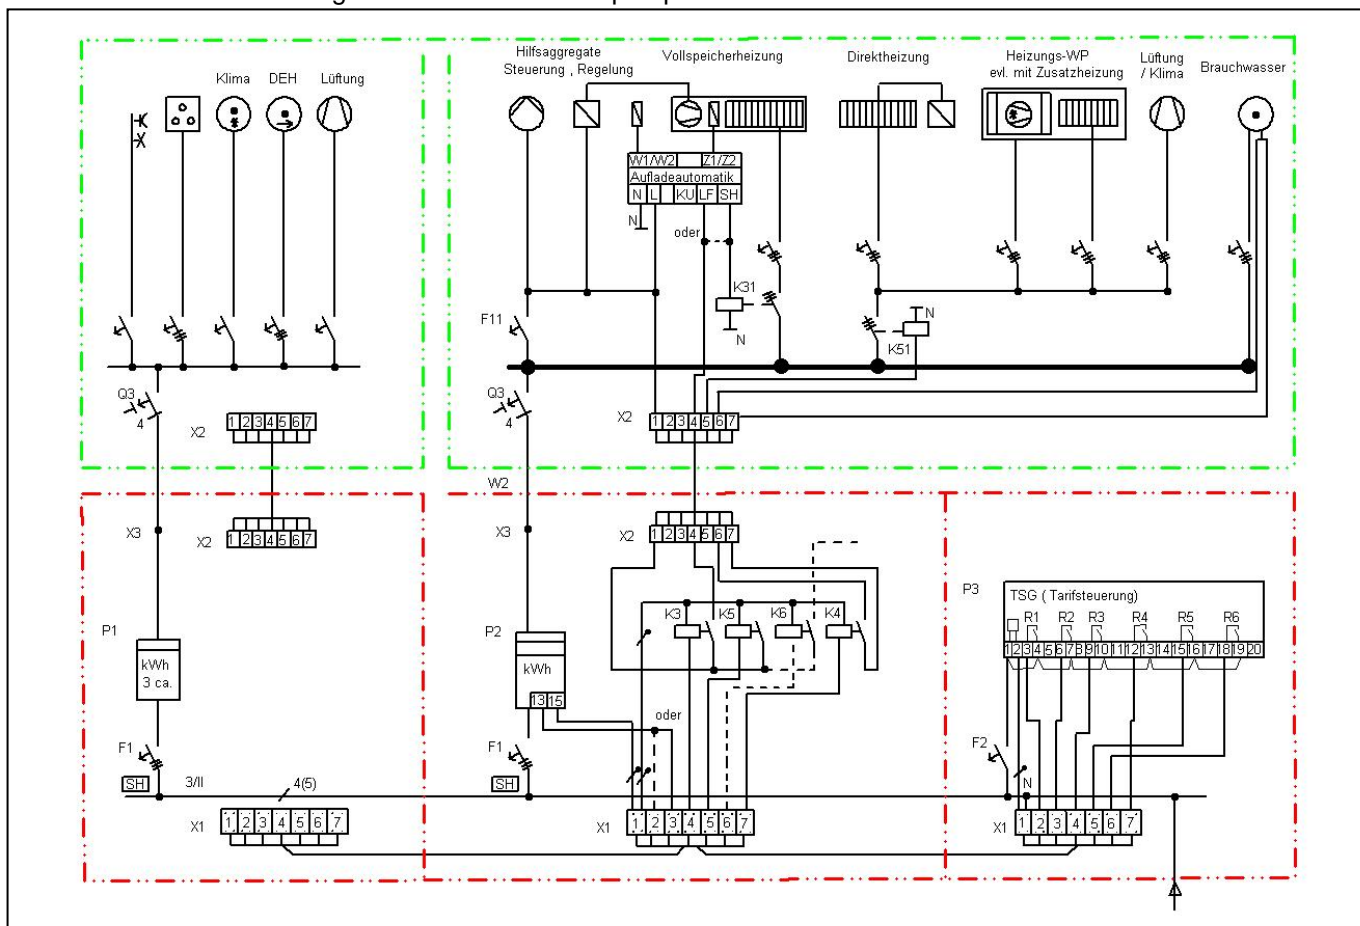 Klima DEH Lüftung
Hilfsaggregate
Steuerung , Regelung
Vollspeicherheizung
Direktheizung
Heizungs-WP
evl. mit Zusatzheizung
Lüftung
/ Klima
Brauchwasser
W1/W2 Z1/Z2
Aufladeautomatik
N L KU LF SH
N
oder
K31
N
N
K51
F11
Q3
4
X2
1 2 3 4 5 6 7
Q3
4
X2
1 2 3 4 5 6 7
W2
X3
X2
1 2 3 4 5 6 7
X3
X2
1 2 3 4 5 6 7
P1
kWh
3 ca.
F1
SH
3/II
4(5)
X1
1 2 3 4 5 6 7
P2
kWh
13 15
F1
SH
K3 K5 K6 K4
oder
X1
1 2 3 4 5 6 7
P3
TSG ( Tarifsteuerung)
R1 R2 R3 R4 R5 R6
1 2 3 4 5 6 7 8 9 10 11 12 13 14 15 16 17 18 19 20
F2
N
X1
1 2 3 4 5 6 7